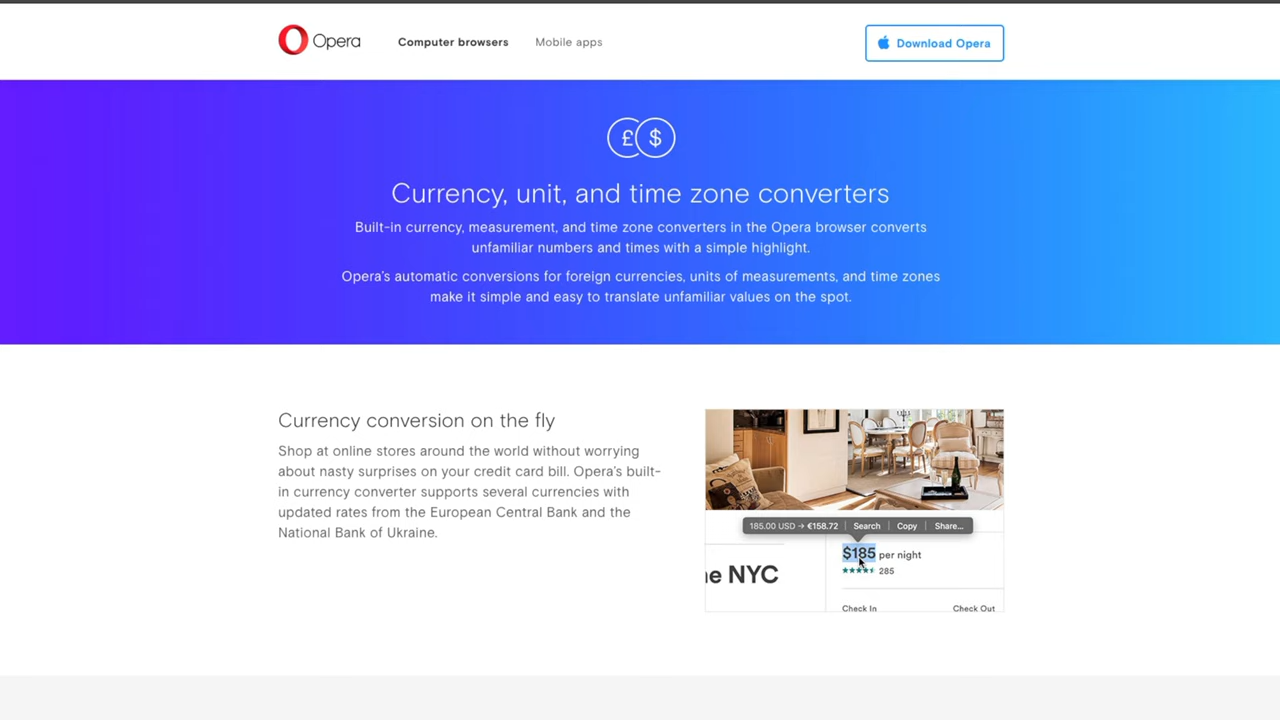 Opera
Computer browsers
Mobile apps
Download Opera
£ $
Currency, unit, and time zone converters
Built-in currency, measurement, and time zone converters in the Opera browser converts
unfamiliar numbers and times with a simple highlight.
Opera's automatic conversions for foreign currencies, units of measurements, and time zones
make it simple and easy to translate unfamiliar values on the spot.
Currency conversion on the fly
Shop at online stores around the world without worrying
about nasty surprises on your credit card bill. Opera's built-
in currency converter supports several currencies with
updated rates from the European Central Bank and the
National Bank of Ukraine.
185.00 USD → €158.72 | Search | Copy | Share...
$185 per night
285
NYC
Check In
Check Out